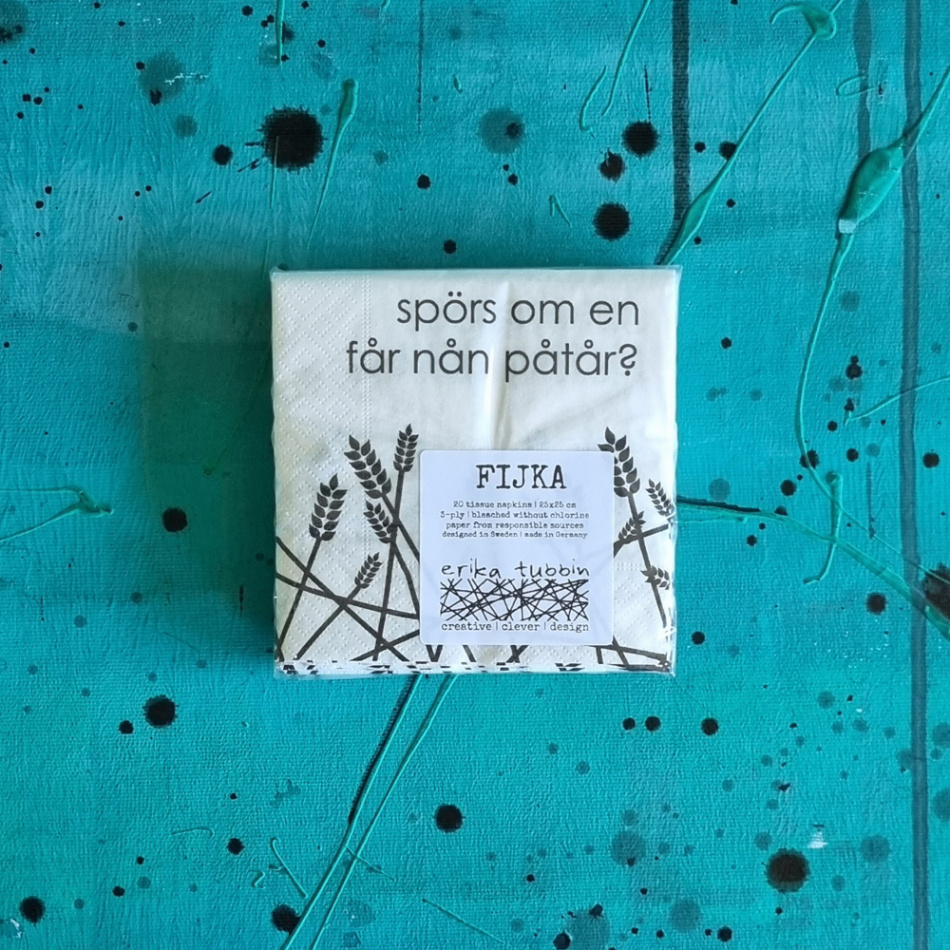 spörs om en
får nån påtår?
FIJKA
20 tissue napkins | 25x25 cm
3-ply | bleached without chlorine
paper from responsible sources
designed in Sweden | made in Germany
erika tubbin
creative | clever | design